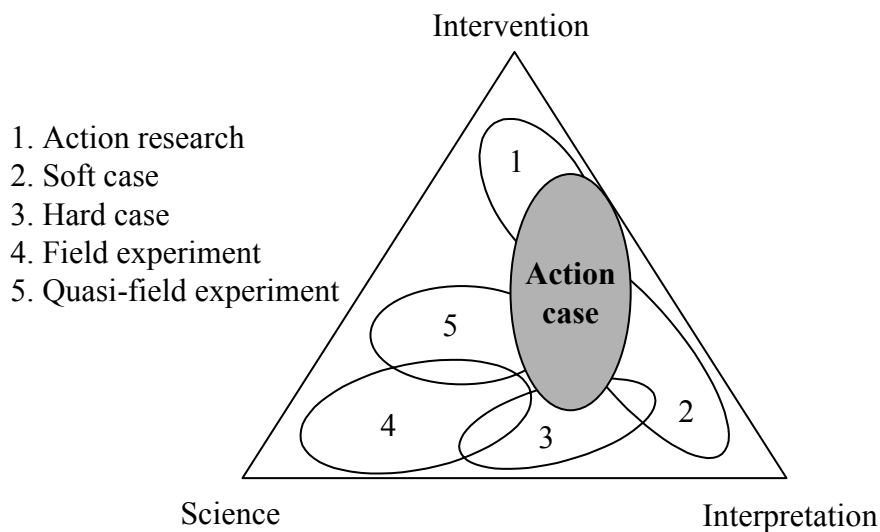 Intervention
1. Action research
2. Soft case
3. Hard case
4. Field experiment
5. Quasi-field experiment
1
Action
case
5
4
3
2
Science
Interpretation